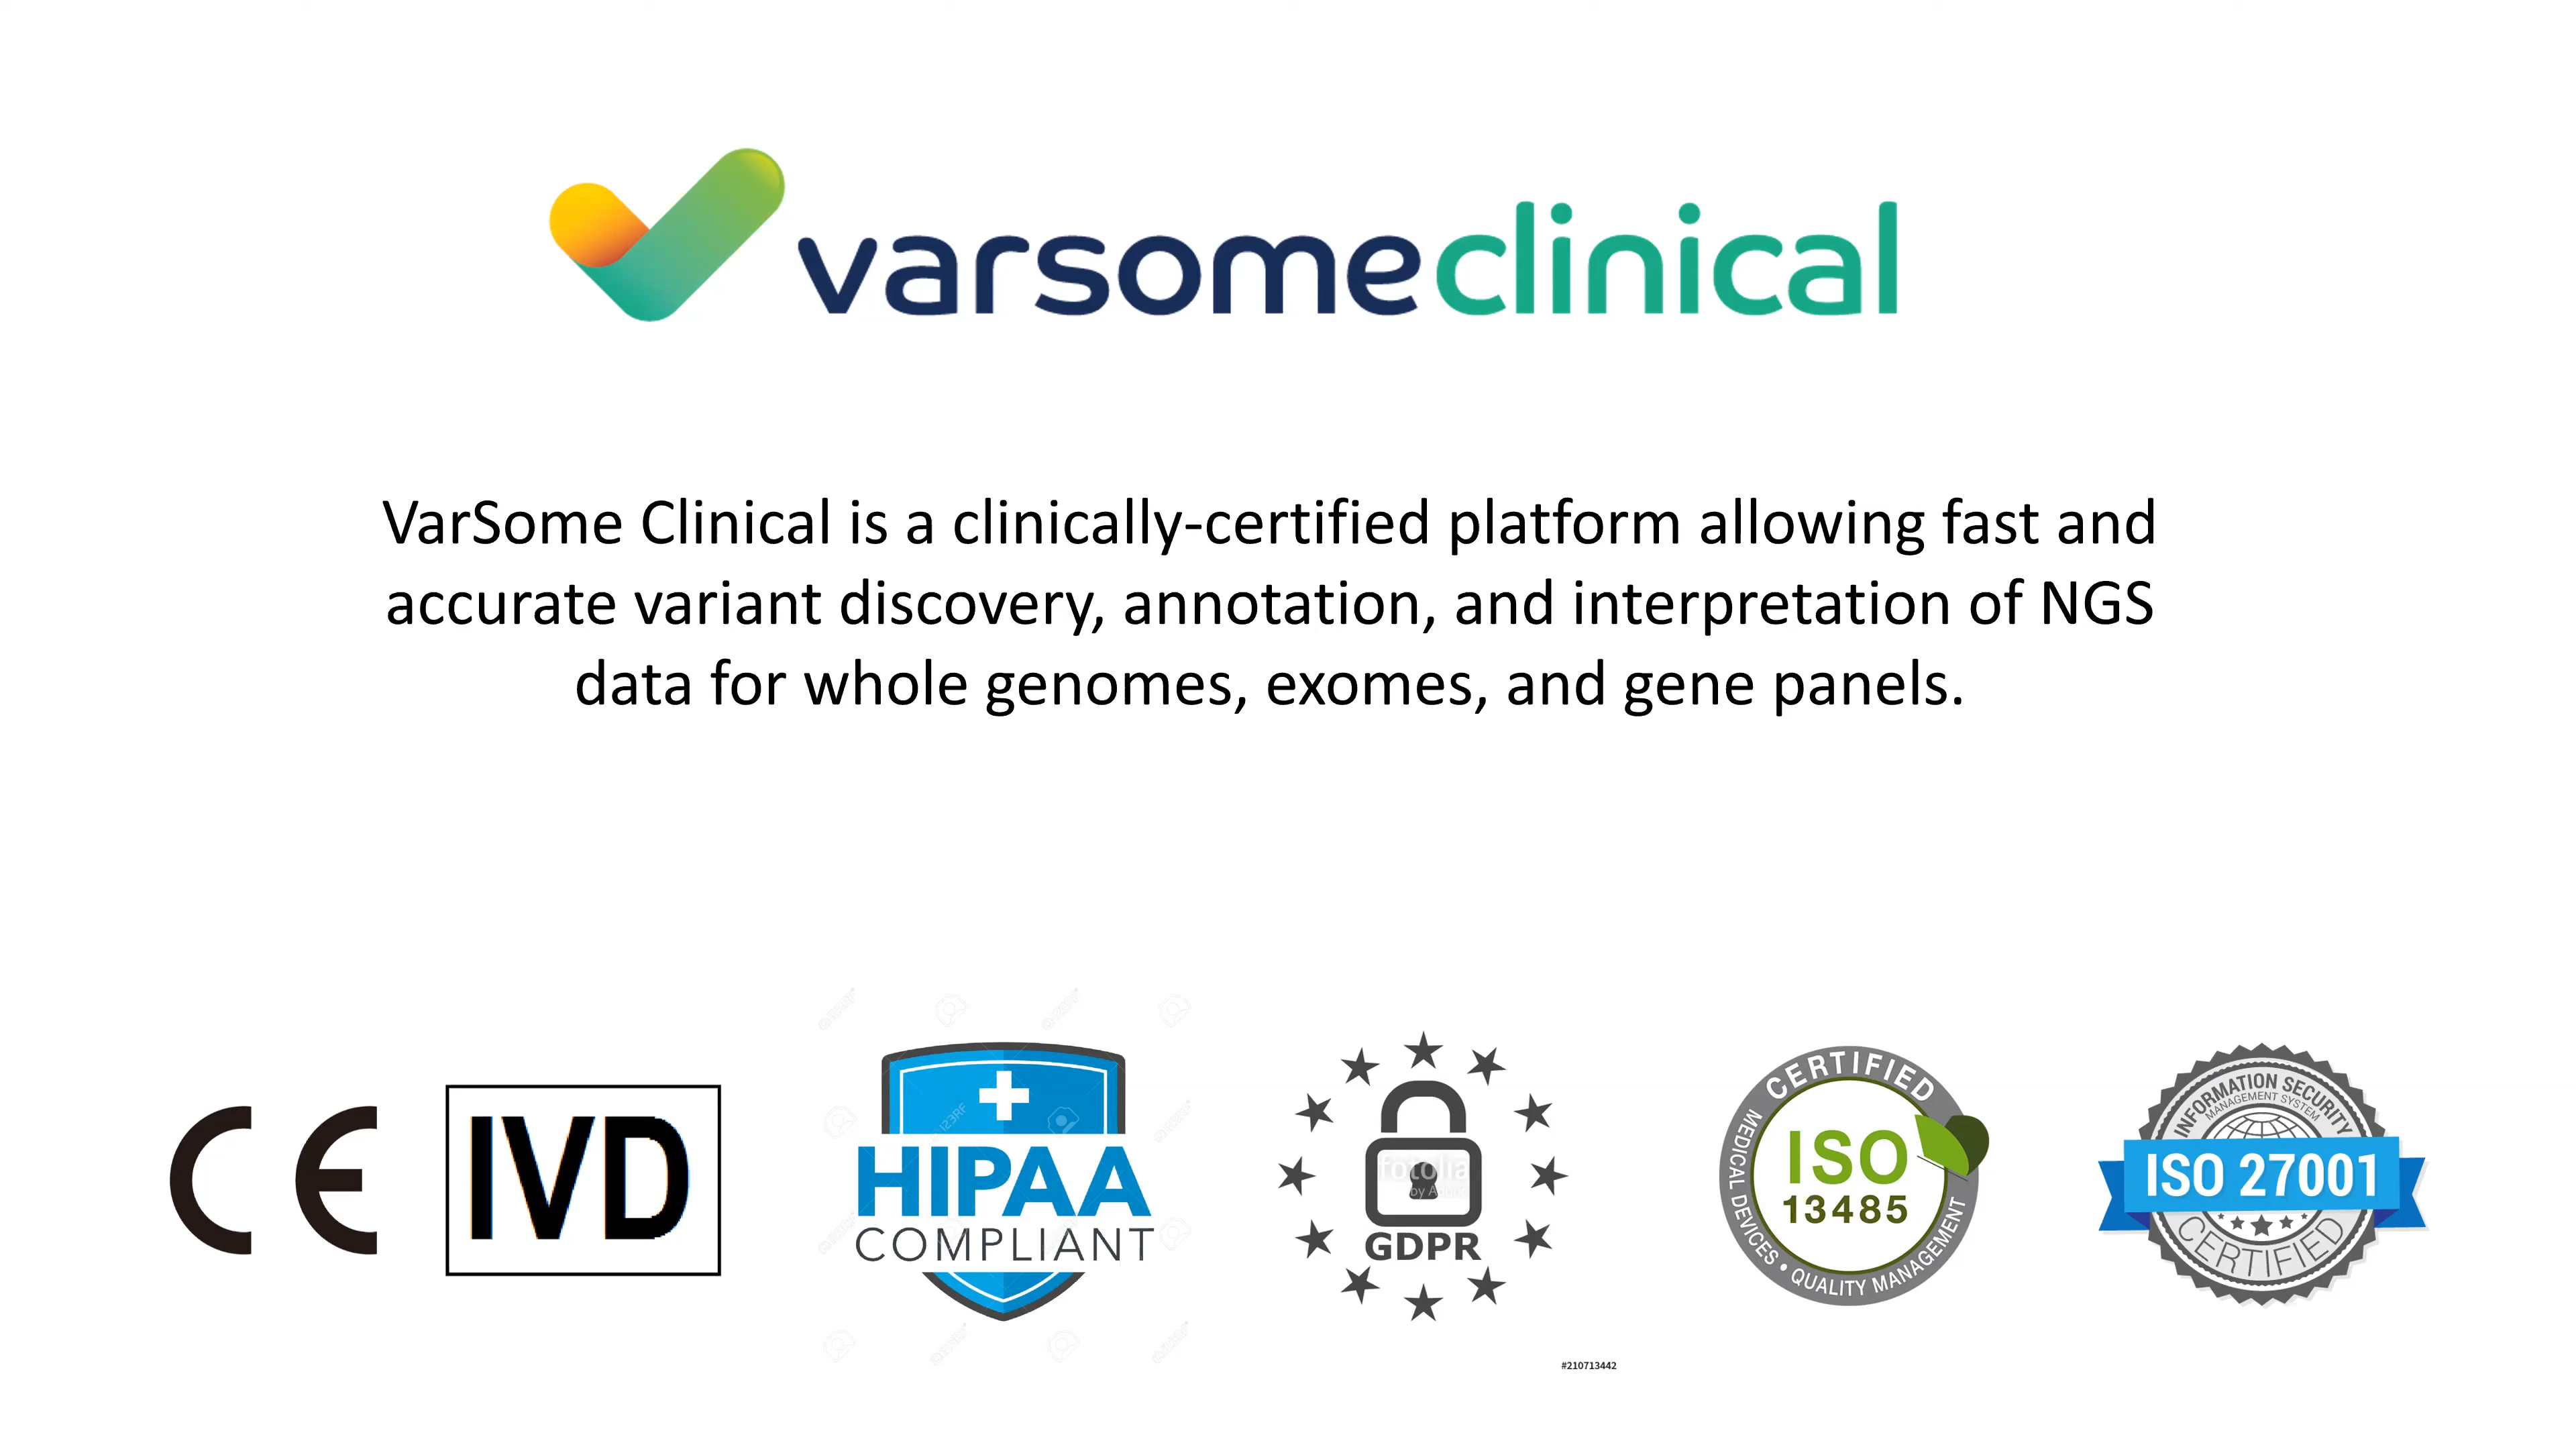 varsomeclinical
VarSome Clinical is a clinically-certified platform allowing fast and
accurate variant discovery, annotation, and interpretation of NGS
data for whole genomes, exomes, and gene panels.
CE IVD
HIPAA
COMPLIANT
GDPR
CERTIFIED
ISO
13485
MEDICAL DEVICES • QUALITY MANAGEMENT
INFORMATION SECURITY
MANAGEMENT SYSTEM
ISO 27001
CERTIFIED
#210713442